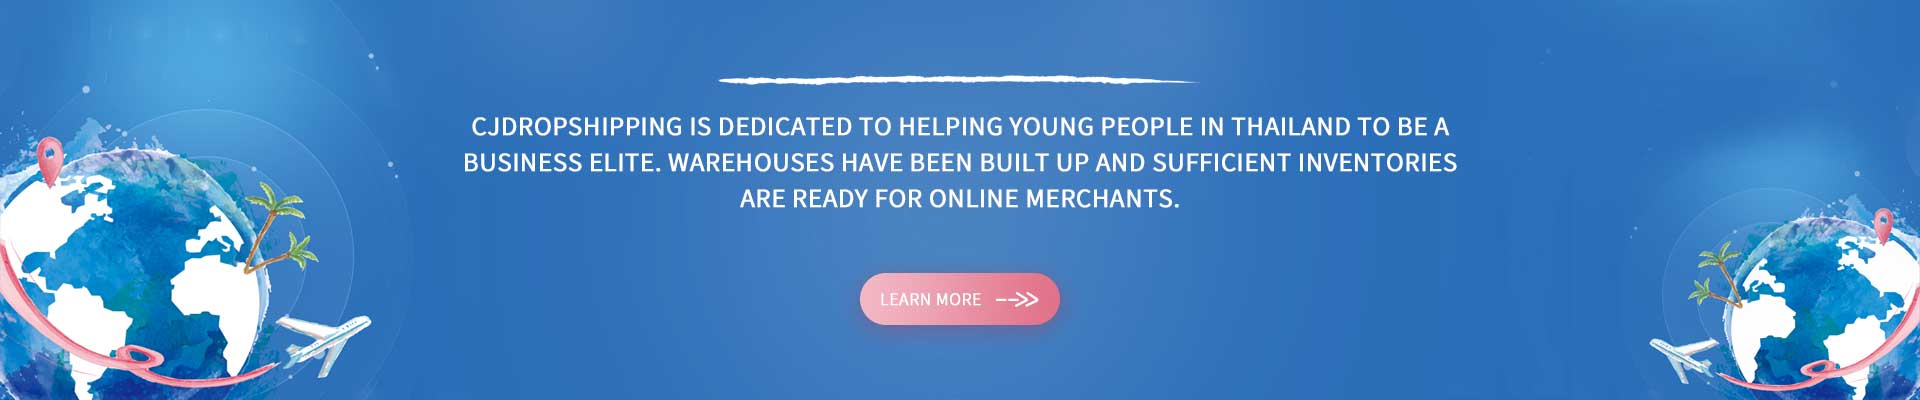 CJDROPSHIPPING IS DEDICATED TO HELPING YOUNG PEOPLE IN THAILAND TO BE A
BUSINESS ELITE. WAREHOUSES HAVE BEEN BUILT UP AND SUFFICIENT INVENTORIES
ARE READY FOR ONLINE MERCHANTS.
LEARN MORE